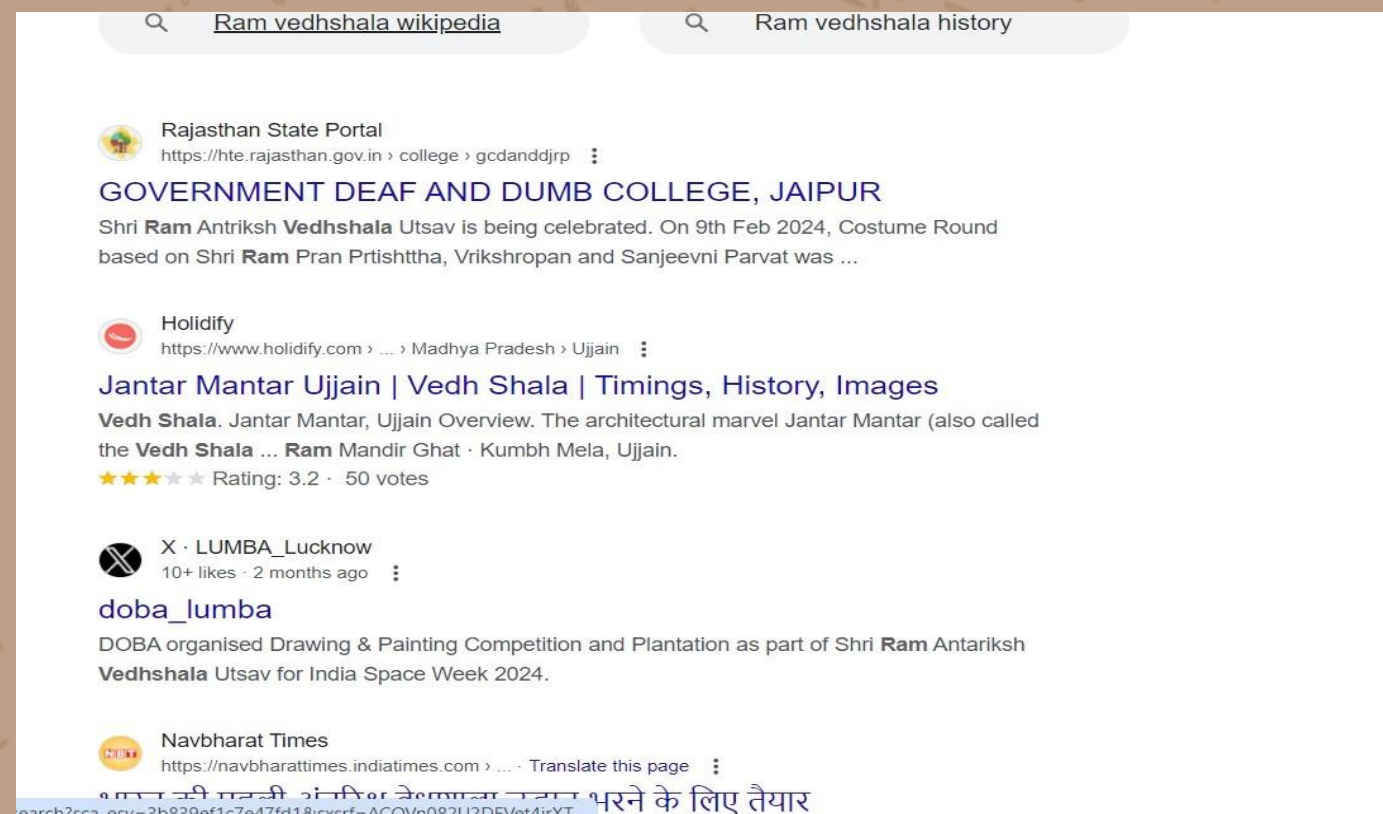 Ram vedhshala wikipedia
Ram vedhshala history
Rajasthan State Portal
https://hte.rajasthan.gov.in › college › gcdanddjrp
GOVERNMENT DEAF AND DUMB COLLEGE, JAIPUR
Shri Ram Antriksh Vedhshala Utsav is being celebrated. On 9th Feb 2024, Costume Round
based on Shri Ram Pran Prtishttha, Vrikshropan and Sanjeevni Parvat was ...
Holidify
https://www.holidify.com › ... › Madhya Pradesh › Ujjain
Jantar Mantar Ujjain | Vedh Shala | Timings, History, Images
Vedh Shala. Jantar Mantar, Ujjain Overview. The architectural marvel Jantar Mantar (also called
the Vedh Shala ... Ram Mandir Ghat · Kumbh Mela, Ujjain.
Rating: 3.2 · 50 votes
X · LUMBA_Lucknow
10+ likes · 2 months ago
doba_lumba
DOBA organised Drawing & Painting Competition and Plantation as part of Shri Ram Antariksh
Vedhshala Utsav for India Space Week 2024.
NBT
Navbharat Times
https://navbharattimes.indiatimes.com › ... · Translate this page
भरने के लिए तैयार